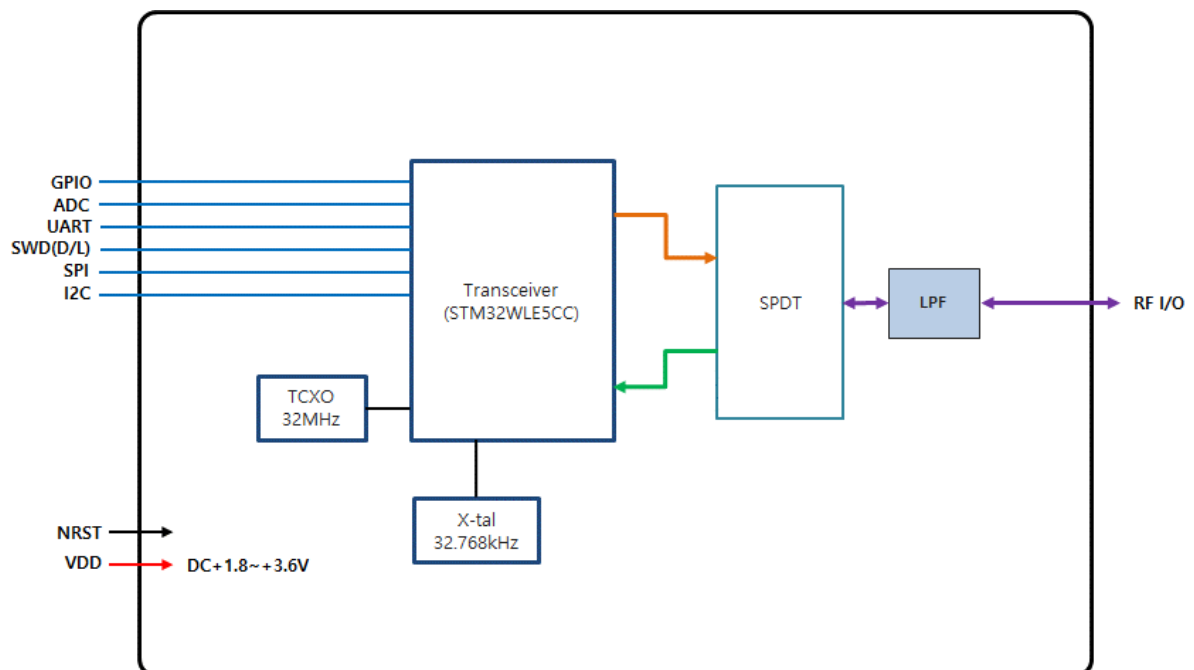 GPIO
ADC
UART
SWD(D/L)
SPI
I2C
Transceiver
(STM32WLE5CC)
SPDT
LPF
RF I/O
TCXO
32MHz
X-tal
32.768kHz
NRST
VDD
DC+1.8~+3.6V